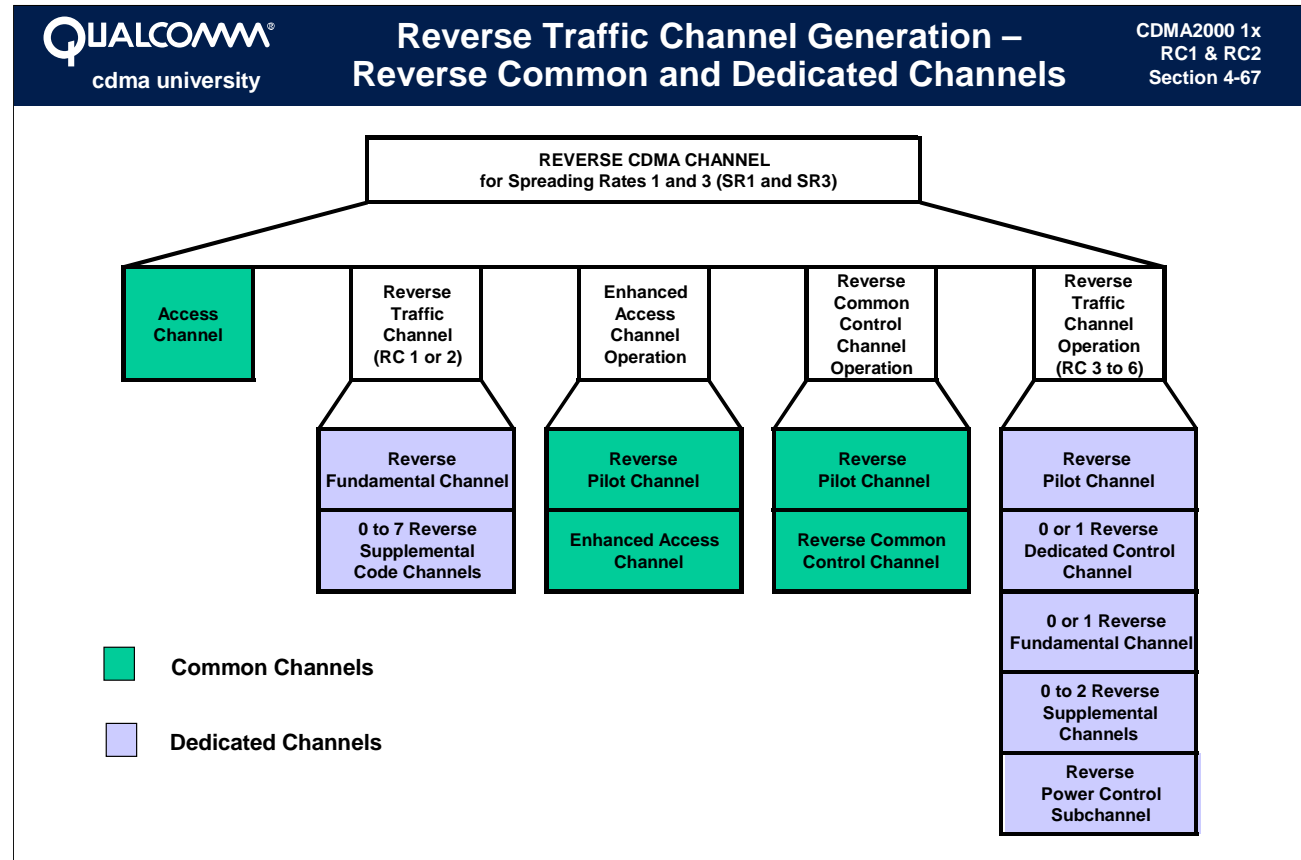 QUALCOMM®
cdma university
Reverse Traffic Channel Generation –
Reverse Common and Dedicated Channels
CDMA2000 1x
RC1 & RC2
Section 4-67
REVERSE CDMA CHANNEL
for Spreading Rates 1 and 3 (SR1 and SR3)
Access
Channel
Reverse
Traffic
Channel
(RC 1 or 2)
Enhanced
Access
Channel
Operation
Reverse
Common
Control
Channel
Operation
Reverse
Traffic
Channel
Operation
(RC 3 to 6)
Reverse
Fundamental Channel
0 to 7 Reverse
Supplemental
Code Channels
Reverse
Pilot Channel
Enhanced Access
Channel
Reverse
Pilot Channel
Reverse Common
Control Channel
Reverse
Pilot Channel
0 or 1 Reverse
Dedicated Control
Channel
0 or 1 Reverse
Fundamental Channel
0 to 2 Reverse
Supplemental
Channels
Reverse
Power Control
Subchannel
Common Channels
Dedicated Channels